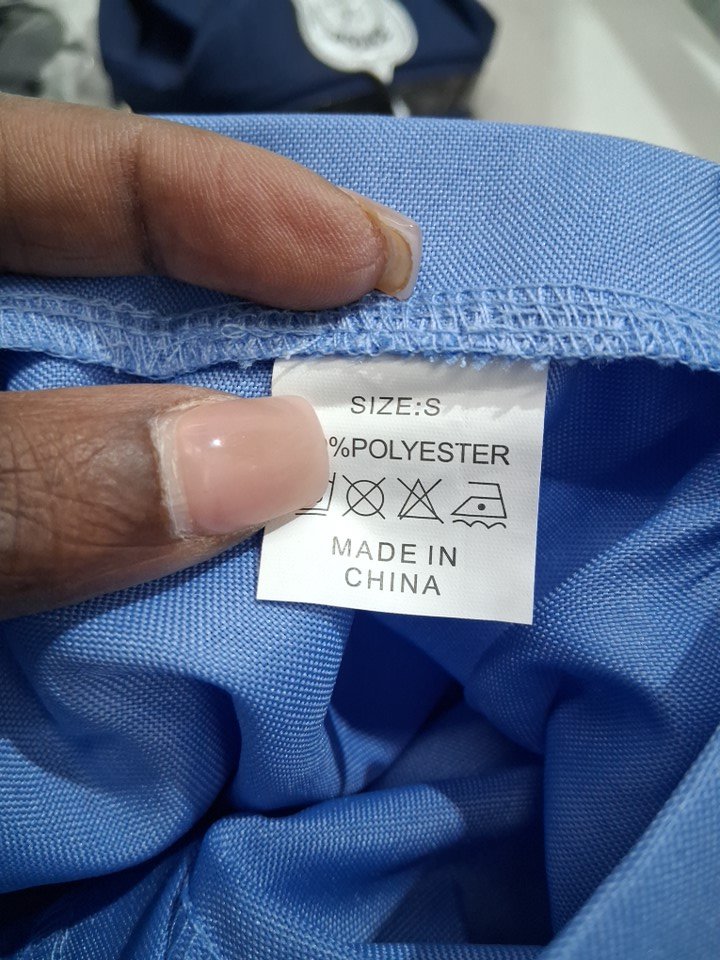 SIZE:S
%POLYESTER
MADE IN
CHINA